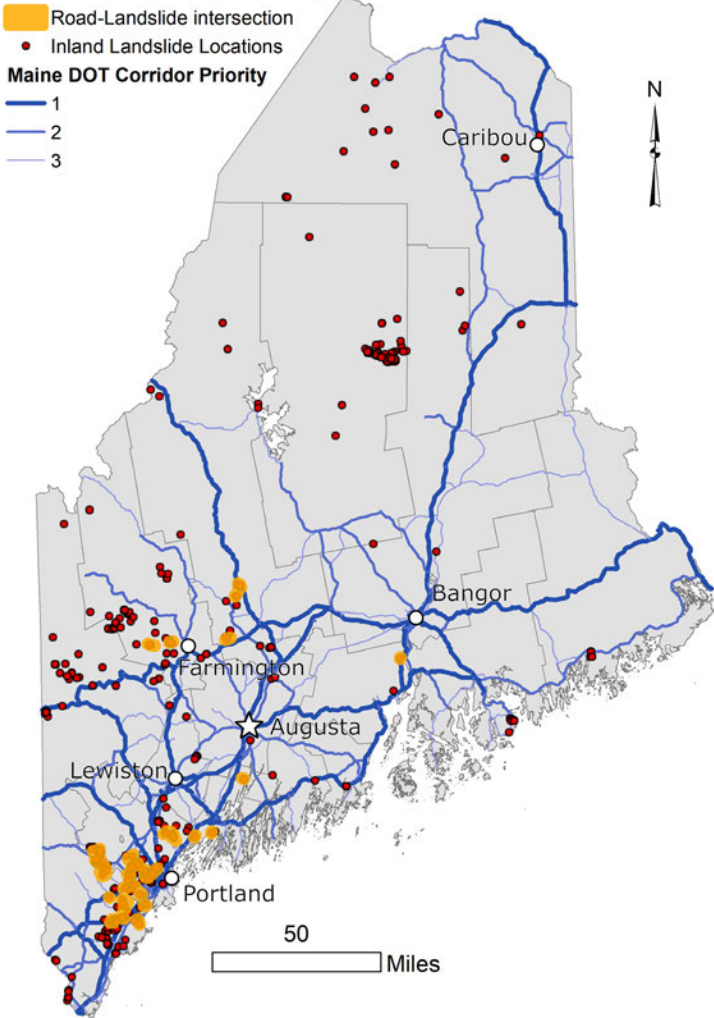 Road-Landslide intersection
Inland Landslide Locations
Maine DOT Corridor Priority
1
2
3
N
Caribou
Bangor
Farmington
Augusta
Lewiston
Portland
50
Miles